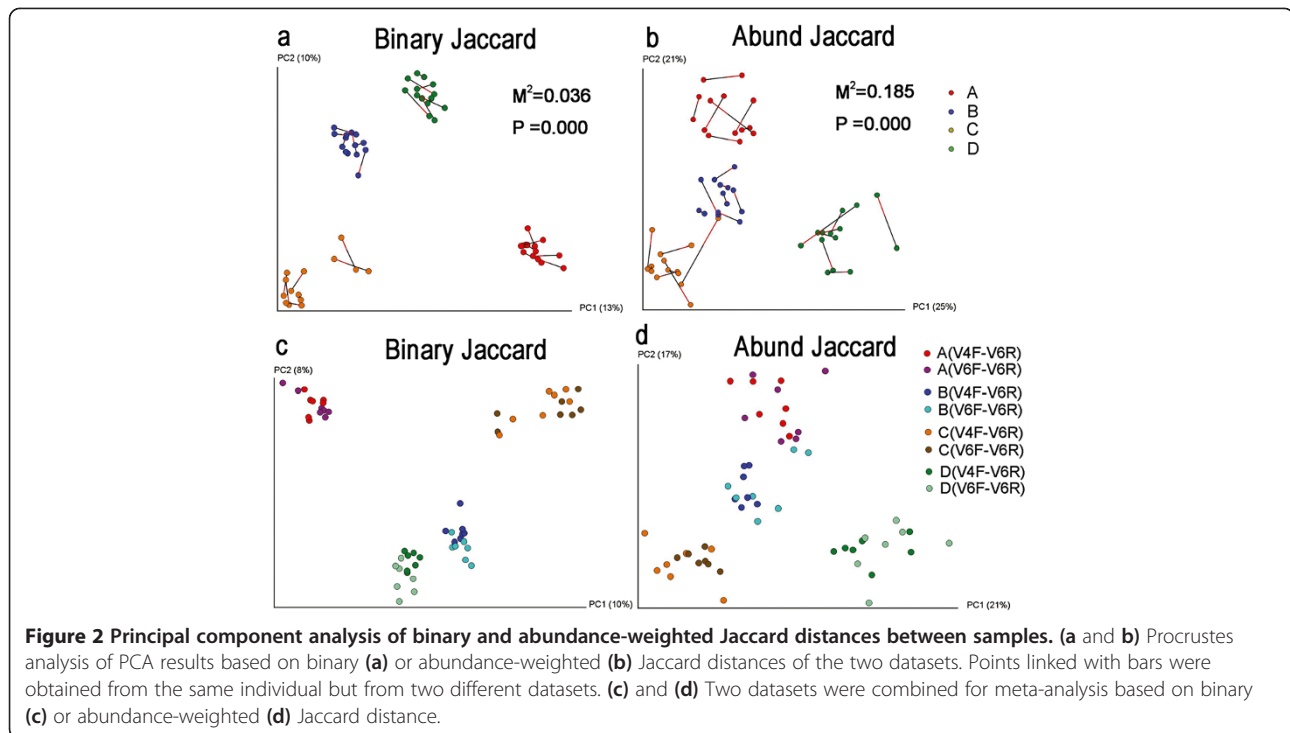 a
Binary Jaccard
PC2 (10%)
M²=0.036
P =0.000
PC1 (13%)
b
Abund Jaccard
PC2 (21%)
M²=0.185
P =0.000
A
B
C
D
PC1 (25%)
c
Binary Jaccard
PC2 (8%)
PC1 (10%)
d
Abund Jaccard
PC2 (17%)
A(V4F-V6R)
A(V6F-V6R)
B(V4F-V6R)
B(V6F-V6R)
C(V4F-V6R)
C(V6F-V6R)
D(V4F-V6R)
D(V6F-V6R)
PC1 (21%)
Figure 2 Principal component analysis of binary and abundance-weighted Jaccard distances between samples. (a and b) Procrustes
analysis of PCA results based on binary (a) or abundance-weighted (b) Jaccard distances of the two datasets. Points linked with bars were
obtained from the same individual but from two different datasets. (c) and (d) Two datasets were combined for meta-analysis based on binary
(c) or abundance-weighted (d) Jaccard distance.